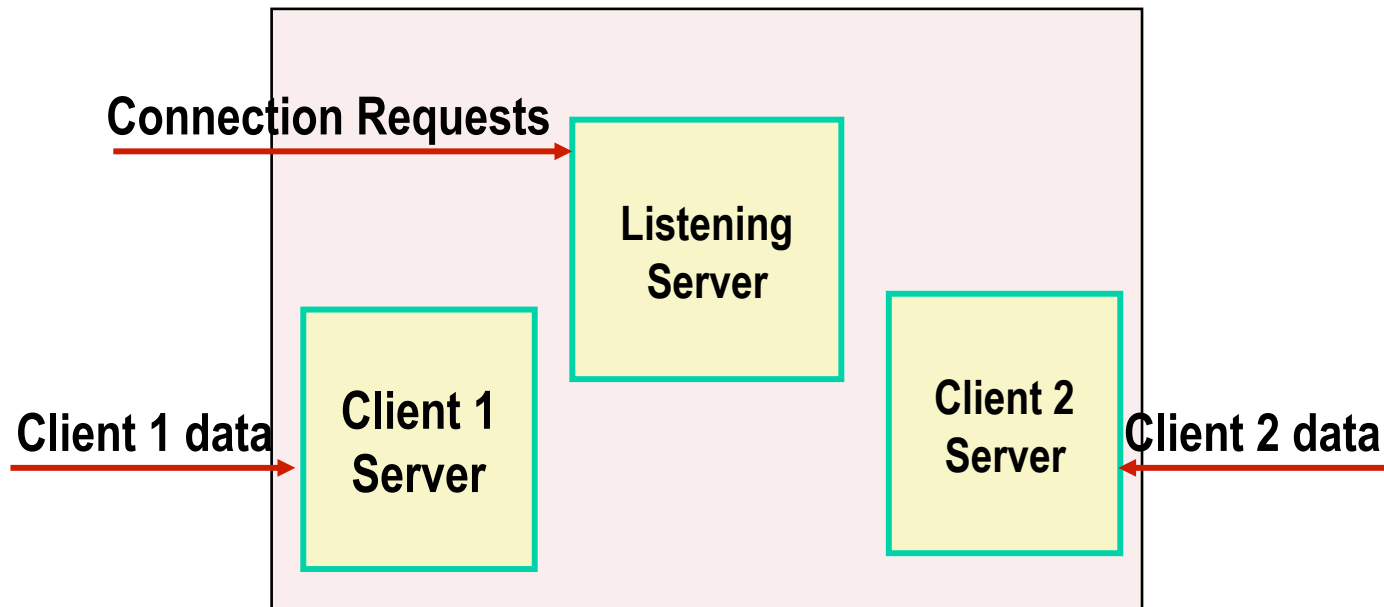 Connection Requests
Listening
Server
Client 1 data
Client 1
Server
Client 2
Server
Client 2 data